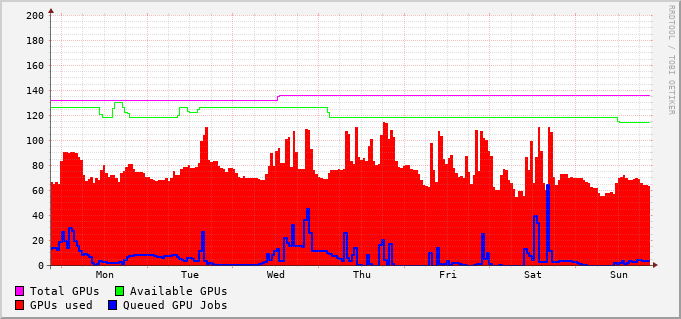 RRDTOOL / TOBI OETIKER
200
180
160
140
120
100
80
60
40
20
0
Mon Tue Wed Thu Fri Sat Sun
Total GPUs Available GPUs
GPUs used Queued GPU Jobs